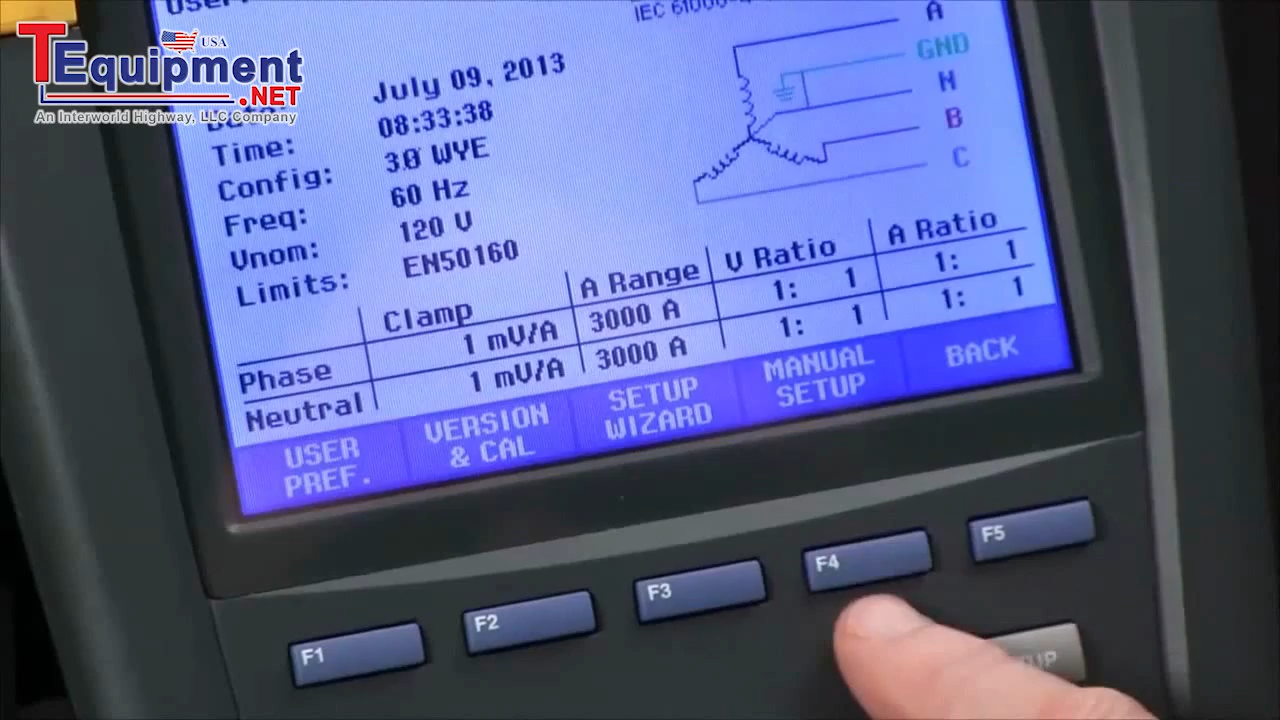 TEquipment
USA
.NET
An Interworld Highway, LLC Company
July 09, 2013
Time: 08:33:38
Config: 3Ø WYE
Freq: 60 Hz
Vnom: 120 V
Limits: EN50160
A
GND
N
B
C
Clamp A Range V Ratio A Ratio
Phase 1 mV/A 3000 A 1: 1 1: 1
Neutral 1 mV/A 3000 A 1: 1 1: 1
USER PREF.
VERSION & CAL
SETUP WIZARD
MANUAL SETUP
BACK
F1
F2
F3
F4
F5